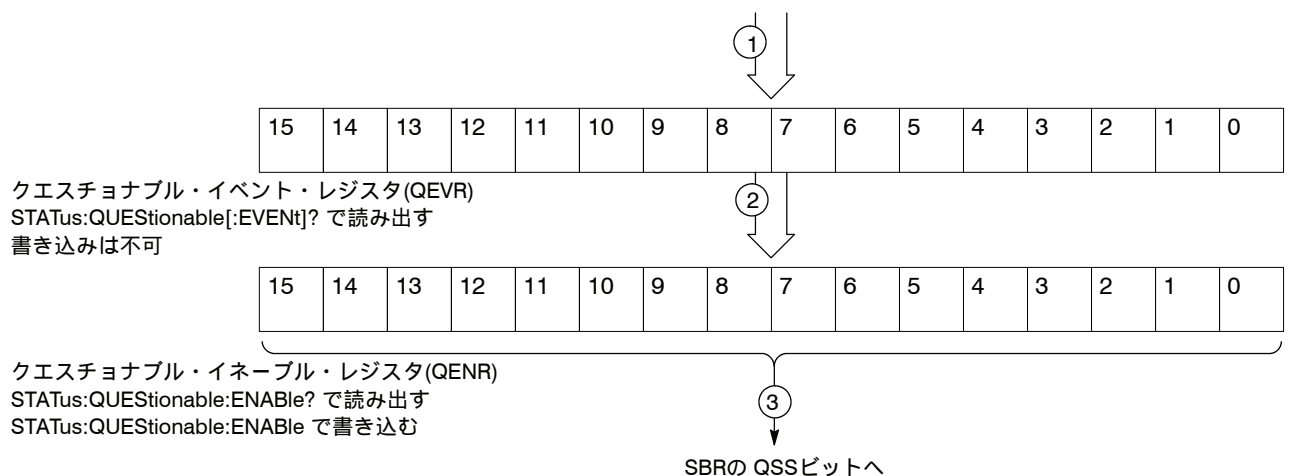 1
15 14 13 12 11 10 9 8 7 6 5 4 3 2 1 0
クエスチョナブル・イベント・レジスタ(QEVR)
STATus:QUEStionable[:EVENt]? で読み出す
書き込みは不可
2
15 14 13 12 11 10 9 8 7 6 5 4 3 2 1 0
クエスチョナブル・イネーブル・レジスタ(QENR)
STATus:QUEStionable:ENABle? で読み出す
STATus:QUEStionable:ENABle で書き込む
3
SBRの QSSビットへ